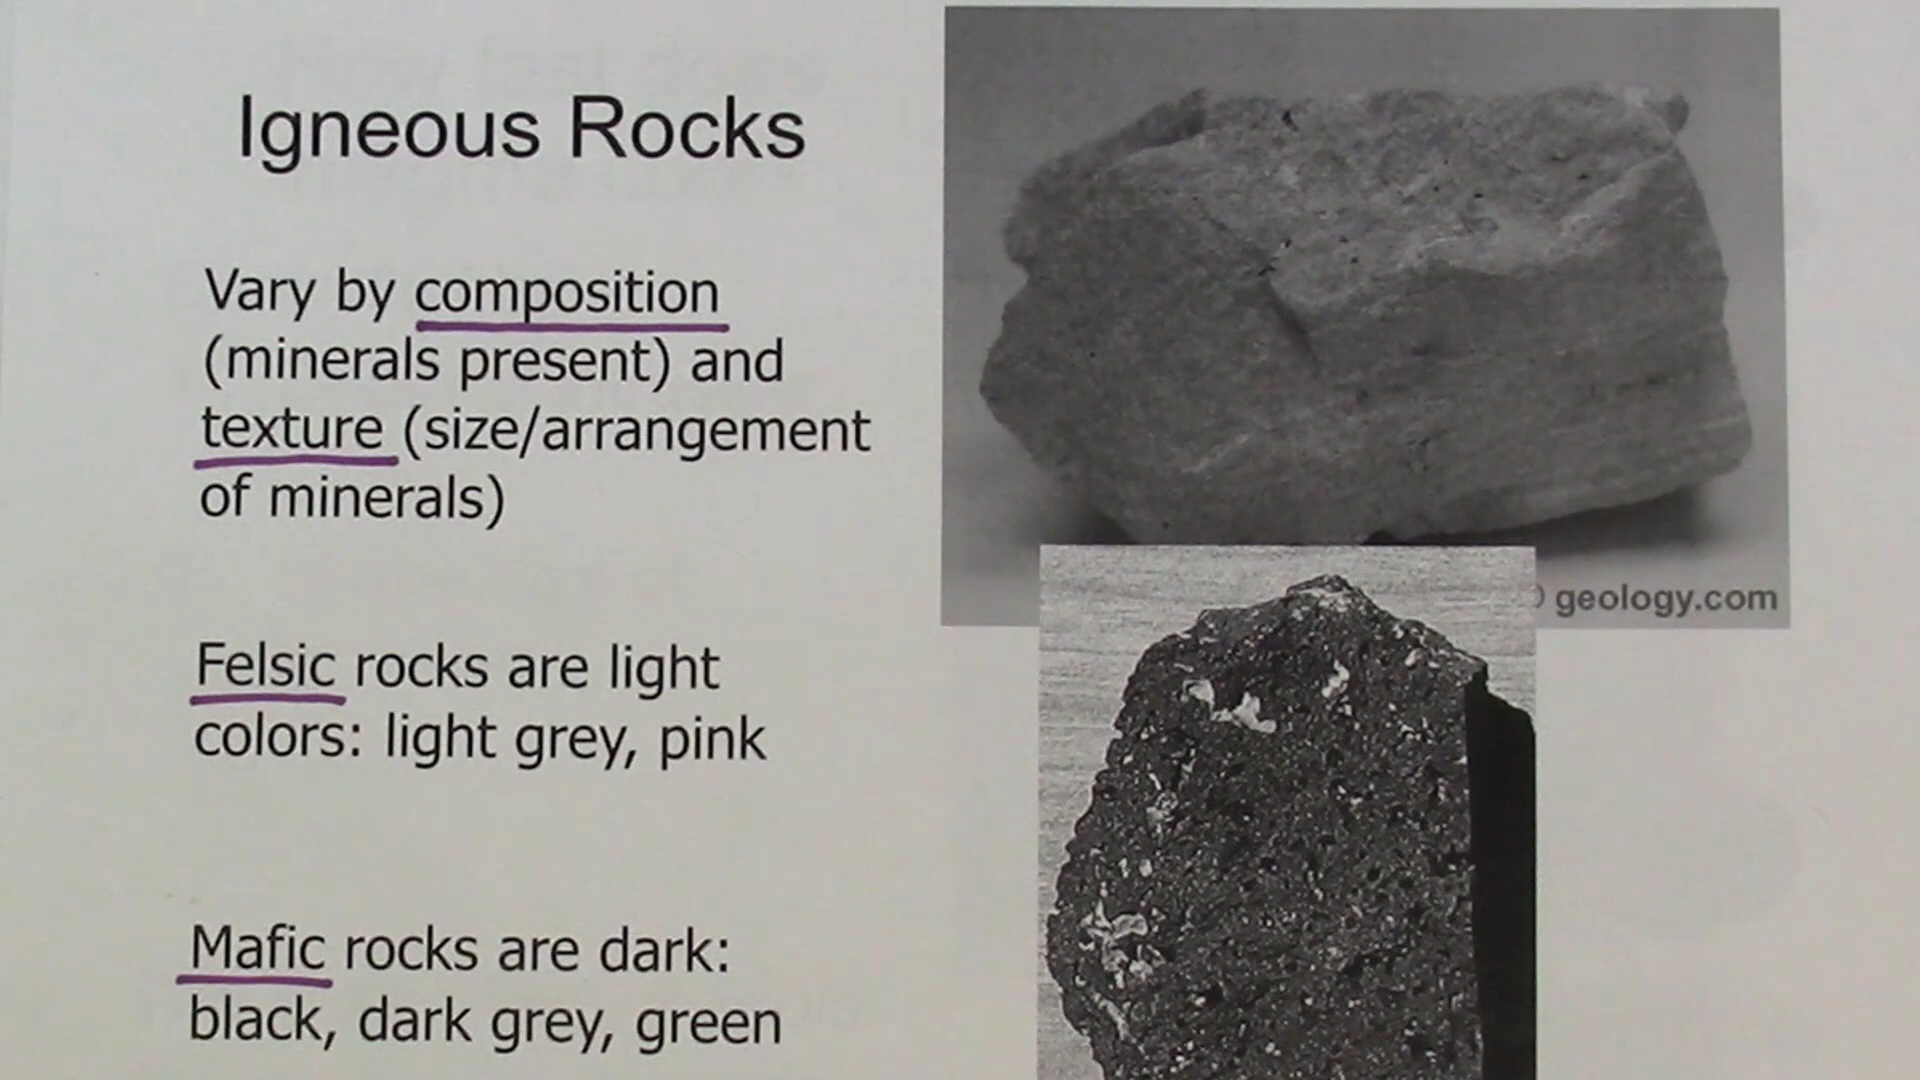 Igneous Rocks
Vary by composition
(minerals present) and
texture (size/arrangement
of minerals)
Felsic rocks are light
colors: light grey, pink
Mafic rocks are dark:
black, dark grey, green
geology.com